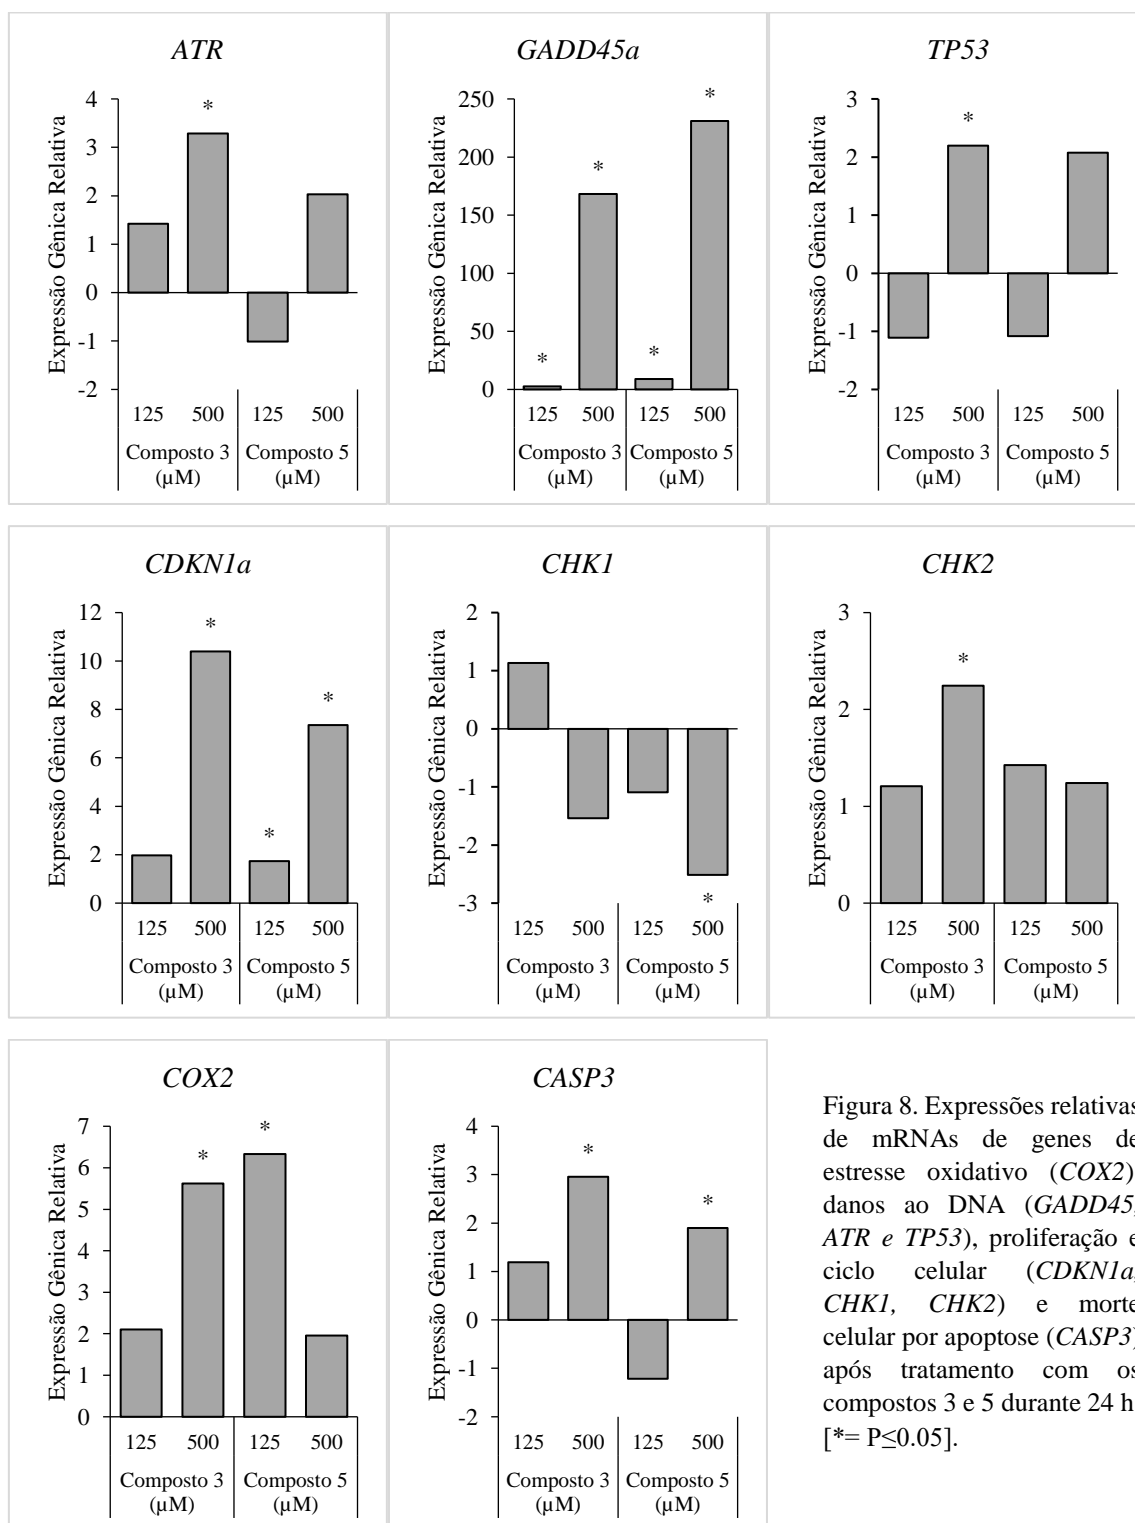 ATR
Expressão Gênica Relativa
4
3
2
1
0
-1
-2
*
125 500 125 500
Composto 3 Composto 5
(µM) (µM)
GADD45a
Expressão Gênica Relativa
250
200
150
100
50
0
* * * *
125 500 125 500
Composto 3 Composto 5
(µM) (µM)
TP53
Expressão Gênica Relativa
3
2
1
0
-1
-2
*
125 500 125 500
Composto 3 Composto 5
(µM) (µM)
CDKN1a
Expressão Gênica Relativa
12
10
8
6
4
2
0
* * *
125 500 125 500
Composto 3 Composto 5
(µM) (µM)
CHK1
Expressão Gênica Relativa
2
1
0
-1
-2
-3
*
125 500 125 500
Composto 3 Composto 5
(µM) (µM)
CHK2
Expressão Gênica Relativa
3
2
1
0
*
125 500 125 500
Composto 3 Composto 5
(µM) (µM)
COX2
Expressão Gênica Relativa
7
6
5
4
3
2
1
0
* *
125 500 125 500
Composto 3 Composto 5
(µM) (µM)
CASP3
Expressão Gênica Relativa
4
3
2
1
0
-1
-2
* *
125 500 125 500
Composto 3 Composto 5
(µM) (µM)
Figura 8. Expressões relativas
de mRNAs de genes de
estresse oxidativo (COX2)
danos ao DNA (GADD45,
ATR e TP53), proliferação e
ciclo celular (CDKN1a,
CHK1, CHK2) e morte
celular por apoptose (CASP3)
após tratamento com os
compostos 3 e 5 durante 24 h
[*= P≤0.05].